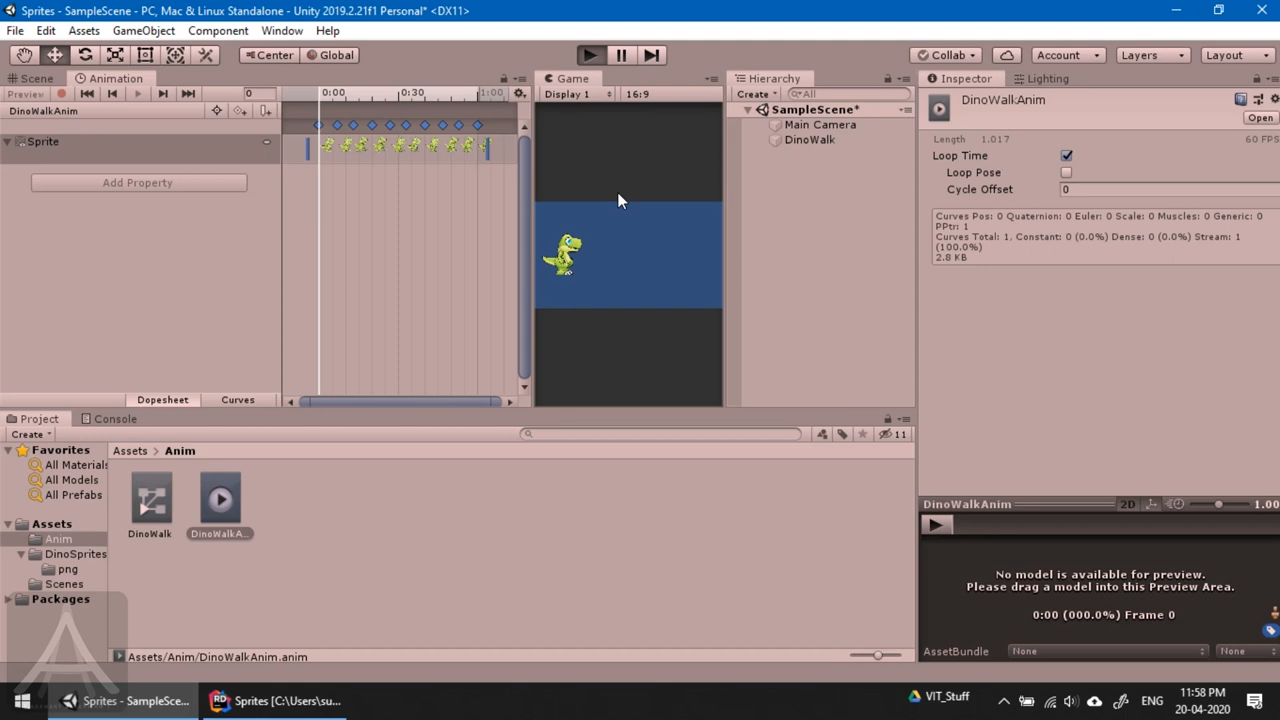 Sprites - SampleScene - PC, Mac & Linux Standalone - Unity 2019.2.21f1 Personal* <DX11>
File Edit Assets GameObject Component Window Help
Center Global Collab Account Layers Layout
Scene Animation
Preview 0 0:00 0:30 1:00
DinoWalkAnim
Sprite
Add Property
Dopesheet Curves
Game
Display 1 16:9
Hierarchy
Create All
SampleScene*
Main Camera
DinoWalk
Inspector Lighting
DinoWalkAnim
Open
Length 1.017 60 FPS
Loop Time
Loop Pose
Cycle Offset 0
Curves Pos: 0 Quaternion: 0 Euler: 0 Scale: 0 Muscles: 0 Generic: 0
PPtr: 1
Curves Total: 1, Constant: 0 (0.0%) Dense: 0 (0.0%) Stream: 1
(100.0%)
2.8 KB
Project Console
Create 11
Favorites
All Materials
All Models
All Prefabs
Assets
Anim
DinoSprites
png
Scenes
Packages
Assets > Anim
DinoWalk DinoWalkA...
Assets/Anim/DinoWalkAnim.anim
DinoWalkAnim 2D 1.00
No model is available for preview.
Please drag a model into this Preview Area.
0:00 (000.0%) Frame 0
AssetBundle None None
Sprites - SampleSce... Sprites [C:\Users\su... VIT_Stuff ENG 11:58 PM
20-04-2020